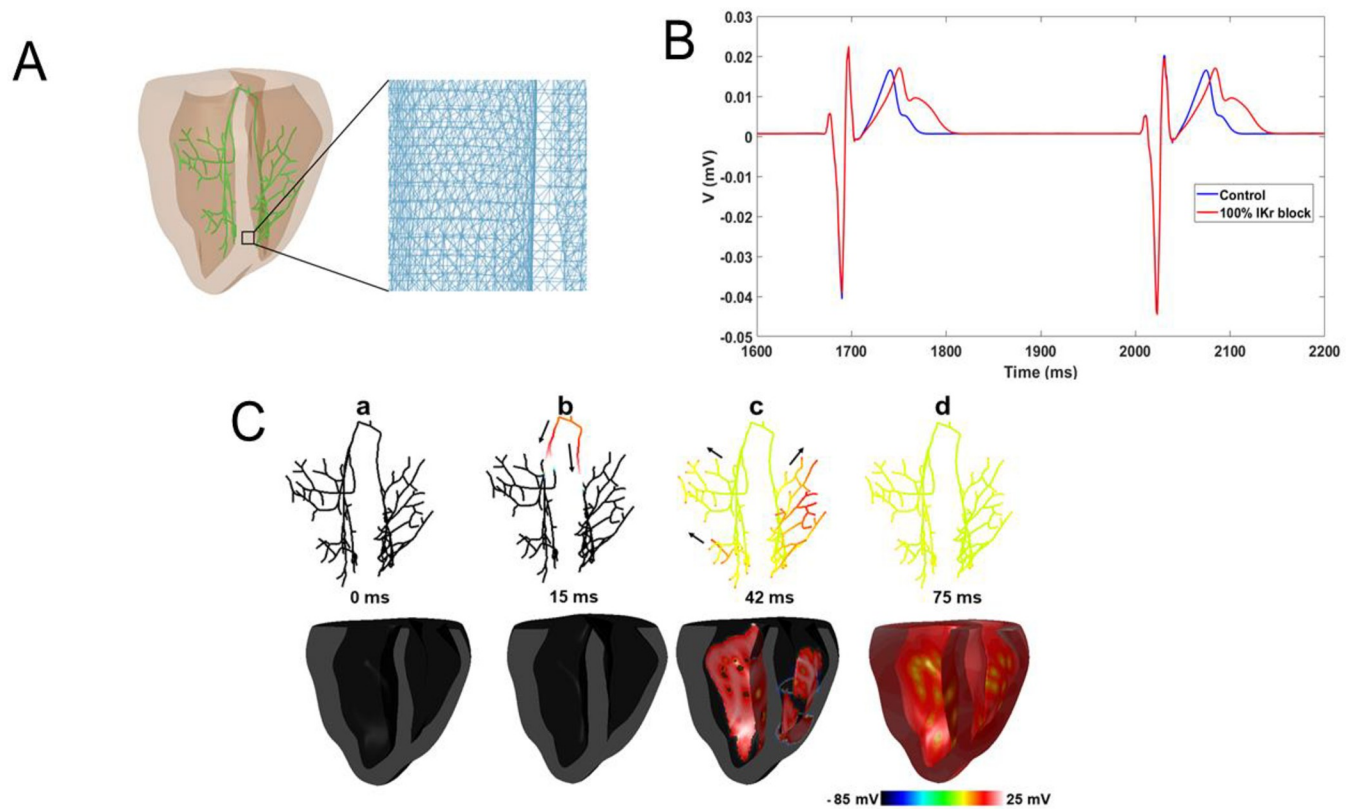 A
B
0.03
0.02
0.01
0
-0.01
-0.02
-0.03
-0.04
-0.05
V (mV)
1600 1700 1800 1900 2000 2100 2200
Time (ms)
Control
100% IKr block
C
a b c d
0 ms 15 ms 42 ms 75 ms
- 85 mV 25 mV